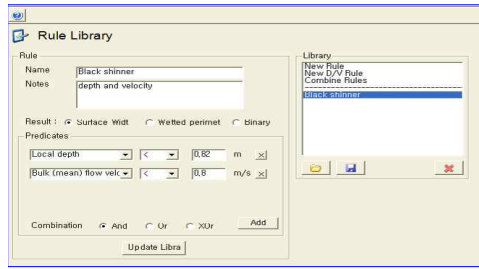 Rule Library
Rule
Name Black shinner
Notes depth and velocity
Result : Surface Widt Wetted perimet Binary
Predicates
Local depth < 0,82 m x
Bulk (mean) flow velc < 0,8 m/s x
Combination And Or XOr Add
Update Libra
Library
New Rule
New D/V Rule
Combine Rules
Black shinner